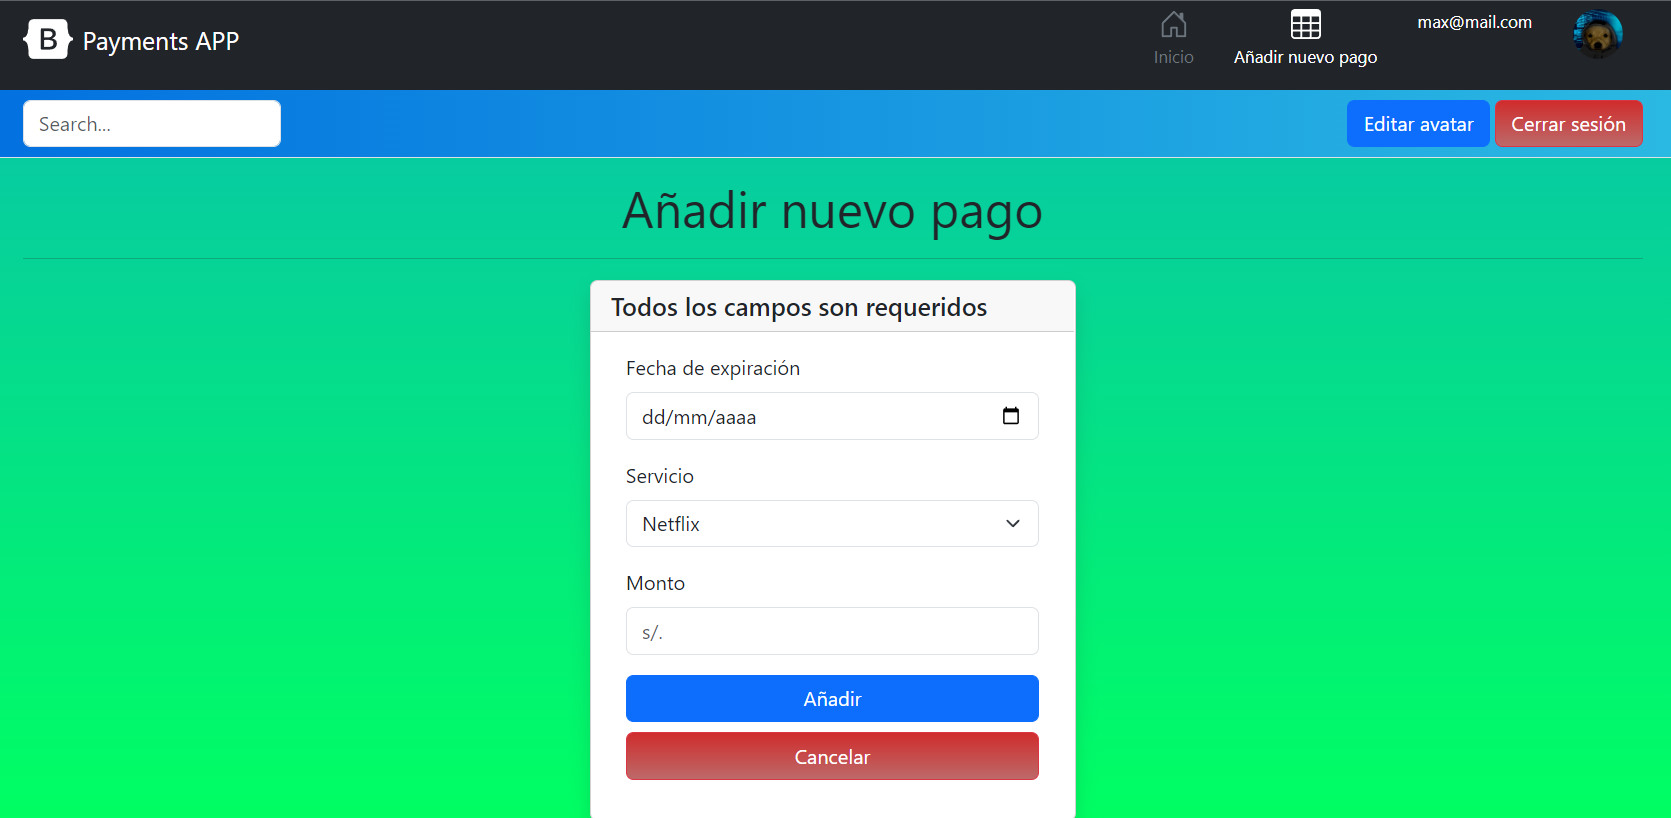 B Payments APP
Inicio
Añadir nuevo pago
max@mail.com
Search...
Editar avatar
Cerrar sesión
Añadir nuevo pago
Todos los campos son requeridos
Fecha de expiración
dd/mm/aaaa
Servicio
Netflix
Monto
s/.
Añadir
Cancelar